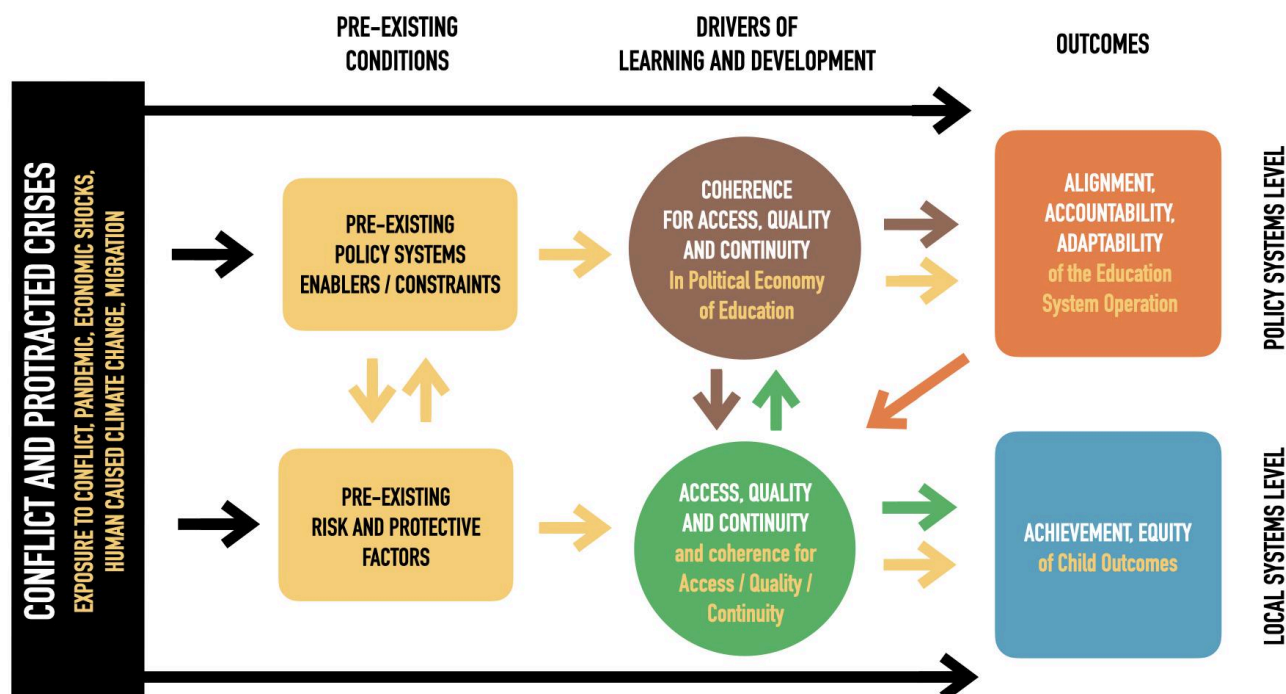 PRE-EXISTING
CONDITIONS
DRIVERS OF
LEARNING AND DEVELOPMENT
OUTCOMES
CONFLICT AND PROTRACTED CRISES
EXPOSURE TO CONFLICT, PANDEMIC, ECONOMIC SHOCKS,
HUMAN CAUSED CLIMATE CHANGE, MIGRATION
PRE-EXISTING
POLICY SYSTEMS
ENABLERS / CONSTRAINTS
COHERENCE
FOR ACCESS, QUALITY
AND CONTINUITY
In Political Economy
of Education
ALIGNMENT,
ACCOUNTABILITY,
ADAPTABILITY
of the Education
System Operation
POLICY SYSTEMS LEVEL
PRE-EXISTING
RISK AND PROTECTIVE
FACTORS
ACCESS, QUALITY
AND CONTINUITY
and coherence for
Access / Quality /
Continuity
ACHIEVEMENT, EQUITY
of Child Outcomes
LOCAL SYSTEMS LEVEL